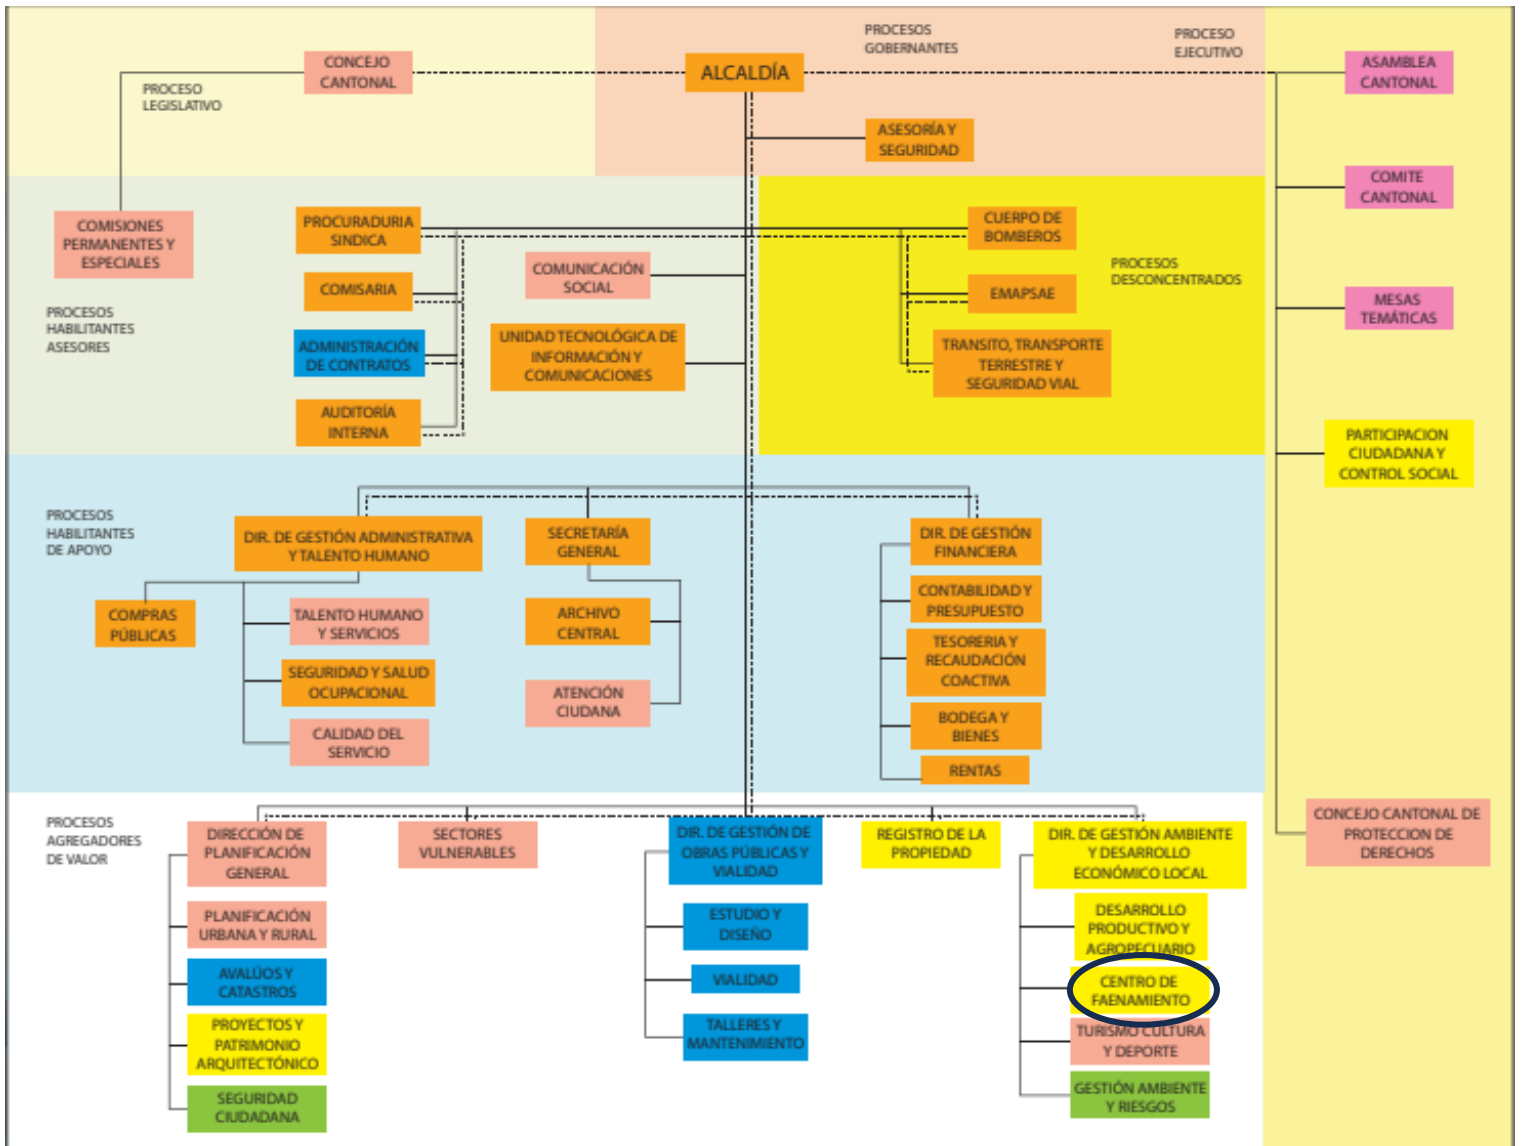 PROCESOS
GOBERNANTES
PROCESO
EJECUTIVO
CONCEJO
CANTONAL
ALCALDÍA
ASAMBLEA
CANTONAL
PROCESO
LEGISLATIVO
ASESORÍA Y
SEGURIDAD
COMITE
CANTONAL
COMISIONES
PERMANENTES Y
ESPECIALES
PROCURADURIA
SINDICA
CUERPO DE
BOMBEROS
COMUNICACIÓN
SOCIAL
PROCESOS
DESCONCENTRADOS
COMISARIA
EMAPSAE
MESAS
TEMÁTICAS
PROCESOS
HABILITANTES
ASESORES
ADMINISTRACIÓN
DE CONTRATOS
UNIDAD TECNOLÓGICA DE
INFORMACIÓN Y
COMUNICACIONES
TRANSITO, TRANSPORTE
TERRESTRE Y
SEGURIDAD VIAL
AUDITORÍA
INTERNA
PARTICIPACION
CIUDADANA Y
CONTROL SOCIAL
PROCESOS
HABILITANTES
DE APOYO
DIR. DE GESTIÓN ADMINISTRATIVA
Y TALENTO HUMANO
SECRETARÍA
GENERAL
DIR. DE GESTIÓN
FINANCIERA
COMPRAS
PÚBLICAS
TALENTO HUMANO
Y SERVICIOS
ARCHIVO
CENTRAL
CONTABILIDAD Y
PRESUPUESTO
SEGURIDAD Y SALUD
OCUPACIONAL
TESORERIA Y
RECAUDACIÓN
COACTIVA
ATENCIÓN
CIUDANA
CALIDAD DEL
SERVICIO
BODEGA Y
BIENES
RENTAS
PROCESOS
AGREGADORES
DE VALOR
DIRECCIÓN DE
PLANIFICACIÓN
GENERAL
SECTORES
VULNERABLES
DIR. DE GESTIÓN DE
OBRAS PÚBLICAS Y
VIALIDAD
REGISTRO DE LA
PROPIEDAD
DIR. DE GESTIÓN AMBIENTE
Y DESARROLLO
ECONÓMICO LOCAL
CONCEJO CANTONAL DE
PROTECCION DE
DERECHOS
PLANIFICACIÓN
URBANA Y RURAL
ESTUDIO Y
DISEÑO
DESARROLLO
PRODUCTIVO Y
AGROPECUARIO
AVALÚOS Y
CATASTROS
VIALIDAD
CENTRO DE
FAENAMIENTO
PROYECTOS Y
PATRIMONIO
ARQUITECTÓNICO
TALLERES Y
MANTENIMIENTO
TURISMO CULTURA
Y DEPORTE
SEGURIDAD
CIUDADANA
GESTIÓN AMBIENTE
Y RIESGOS